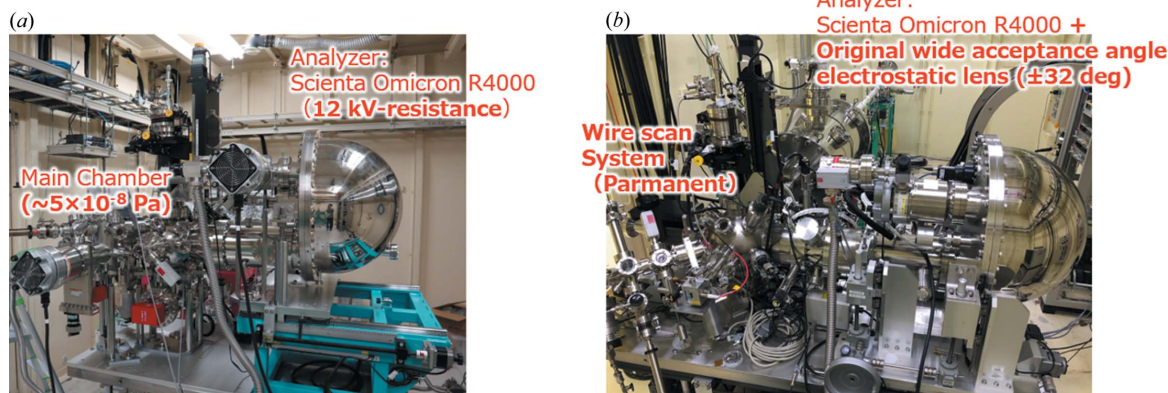 (a)
Analyzer:
Scienta Omicron R4000
(12 kV-resistance)
Main Chamber
(~5×10⁻⁸ Pa)
(b)
Analyzer:
Scienta Omicron R4000 +
Original wide acceptance angle
electrostatic lens (±32 deg)
Wire scan
System
(Parmanent)